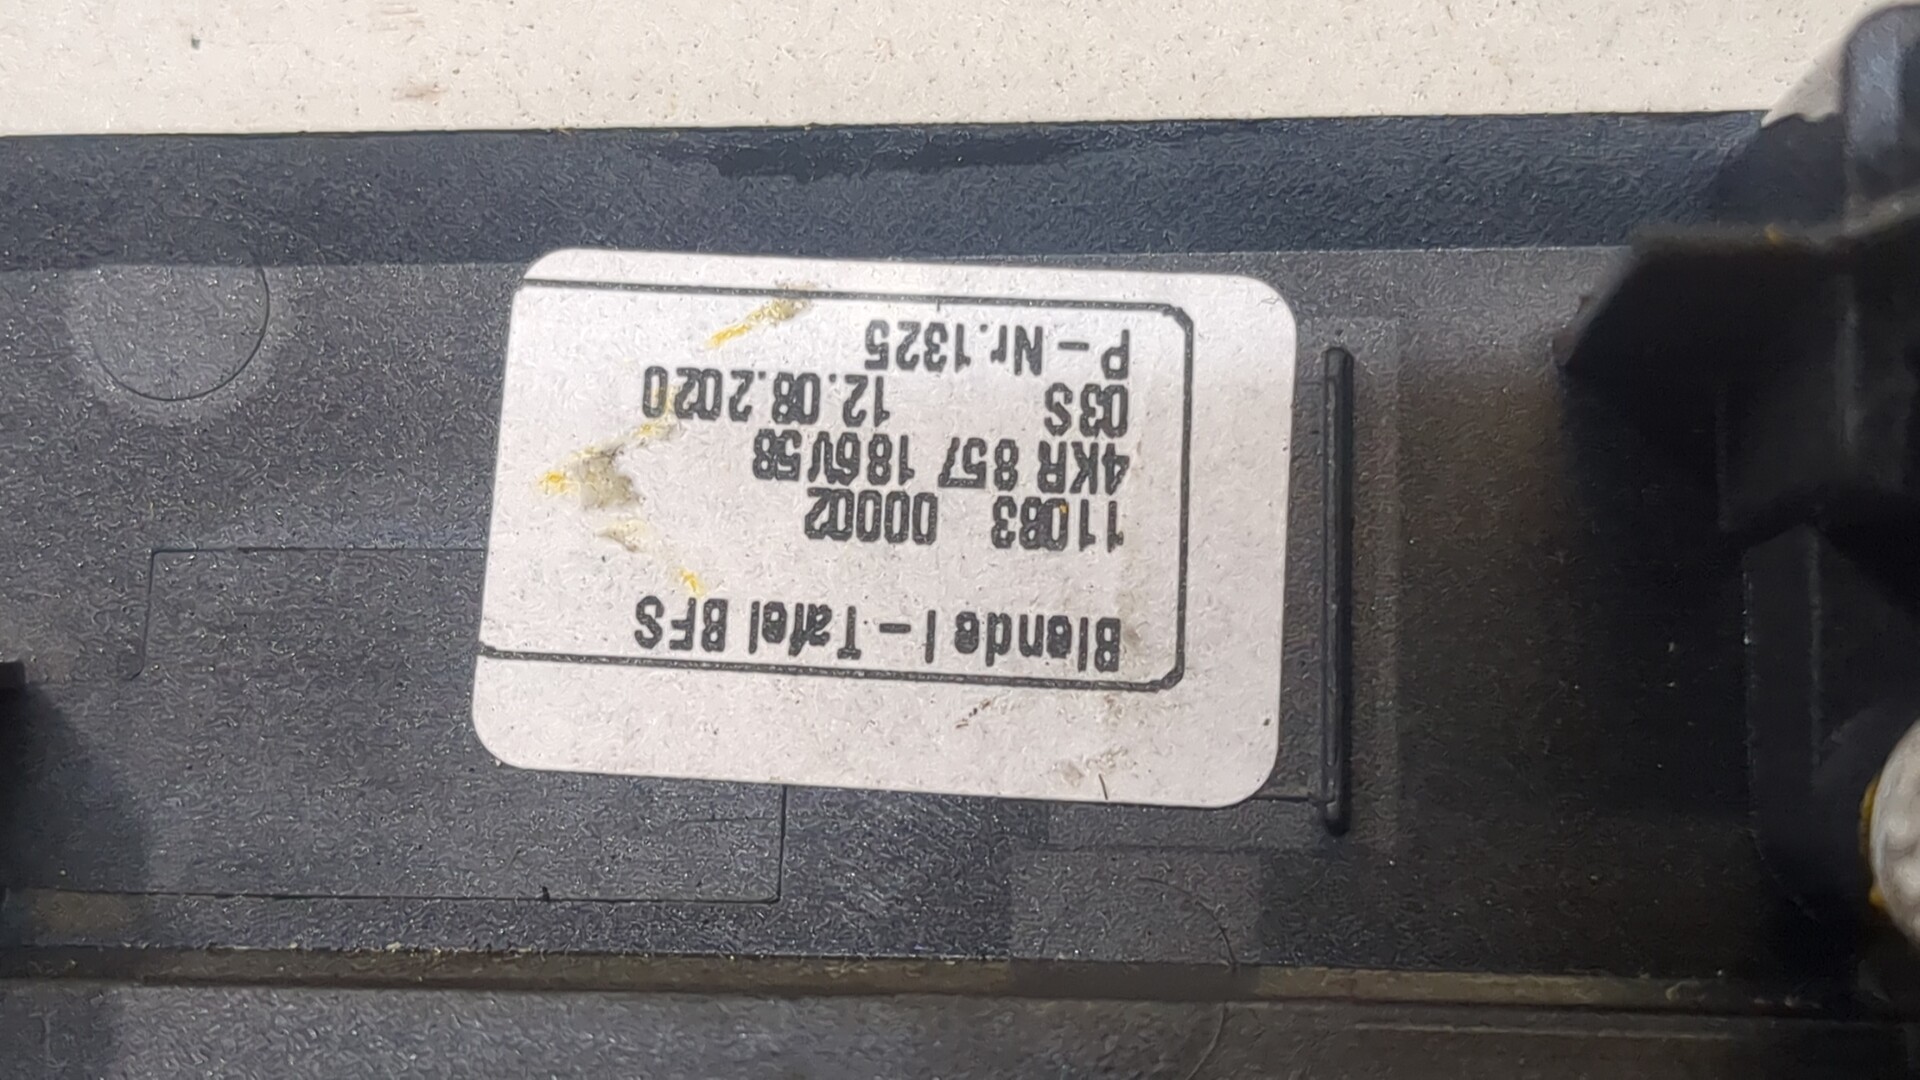 Blende I-Tafel BFS
11083 00002
4KR 857 186V58
03S 12.08.2020
P-Nr.1325